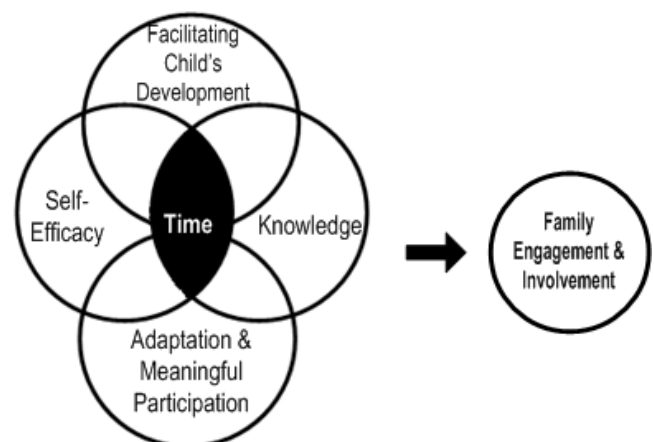 Facilitating
Child's
Development
Self-
Efficacy
Time
Knowledge
Adaptation &
Meaningful
Participation
Family
Engagement &
Involvement